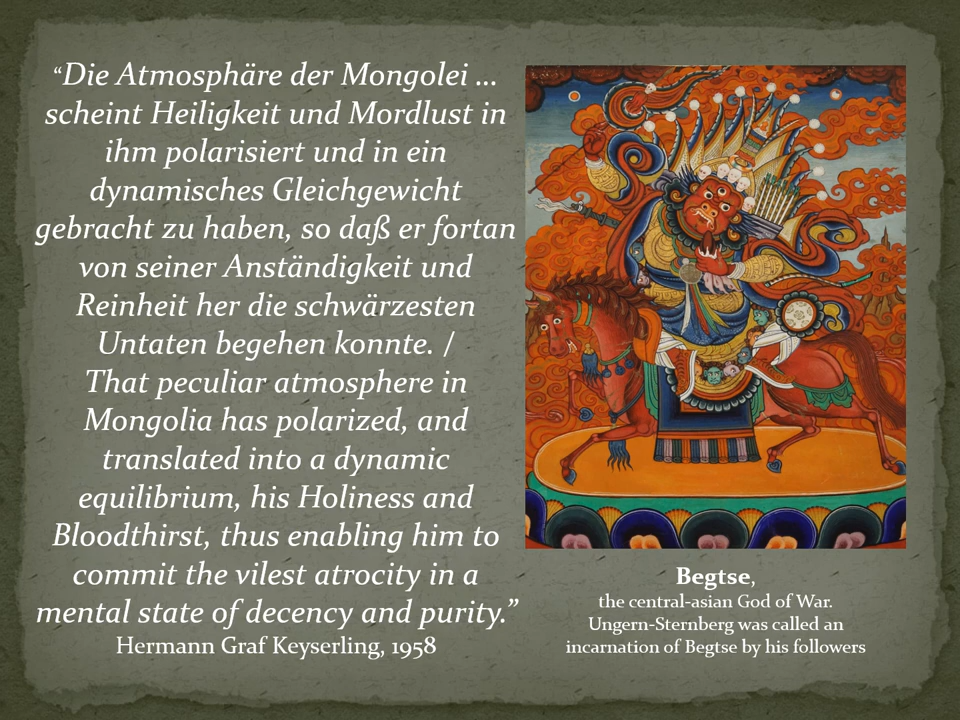 “Die Atmosphäre der Mongolei ...
scheint Heiligkeit und Mordlust in
ihm polarisiert und in ein
dynamisches Gleichgewicht
gebracht zu haben, so daß er fortan
von seiner Anständigkeit und
Reinheit her die schwärzesten
Untaten begehen konnte. /
That peculiar atmosphere in
Mongolia has polarized, and
translated into a dynamic
equilibrium, his Holiness and
Bloodthirst, thus enabling him to
commit the vilest atrocity in a
mental state of decency and purity.”
Hermann Graf Keyserling, 1958
Begtse,
the central-asian God of War.
Ungern-Sternberg was called an
incarnation of Begtse by his followers